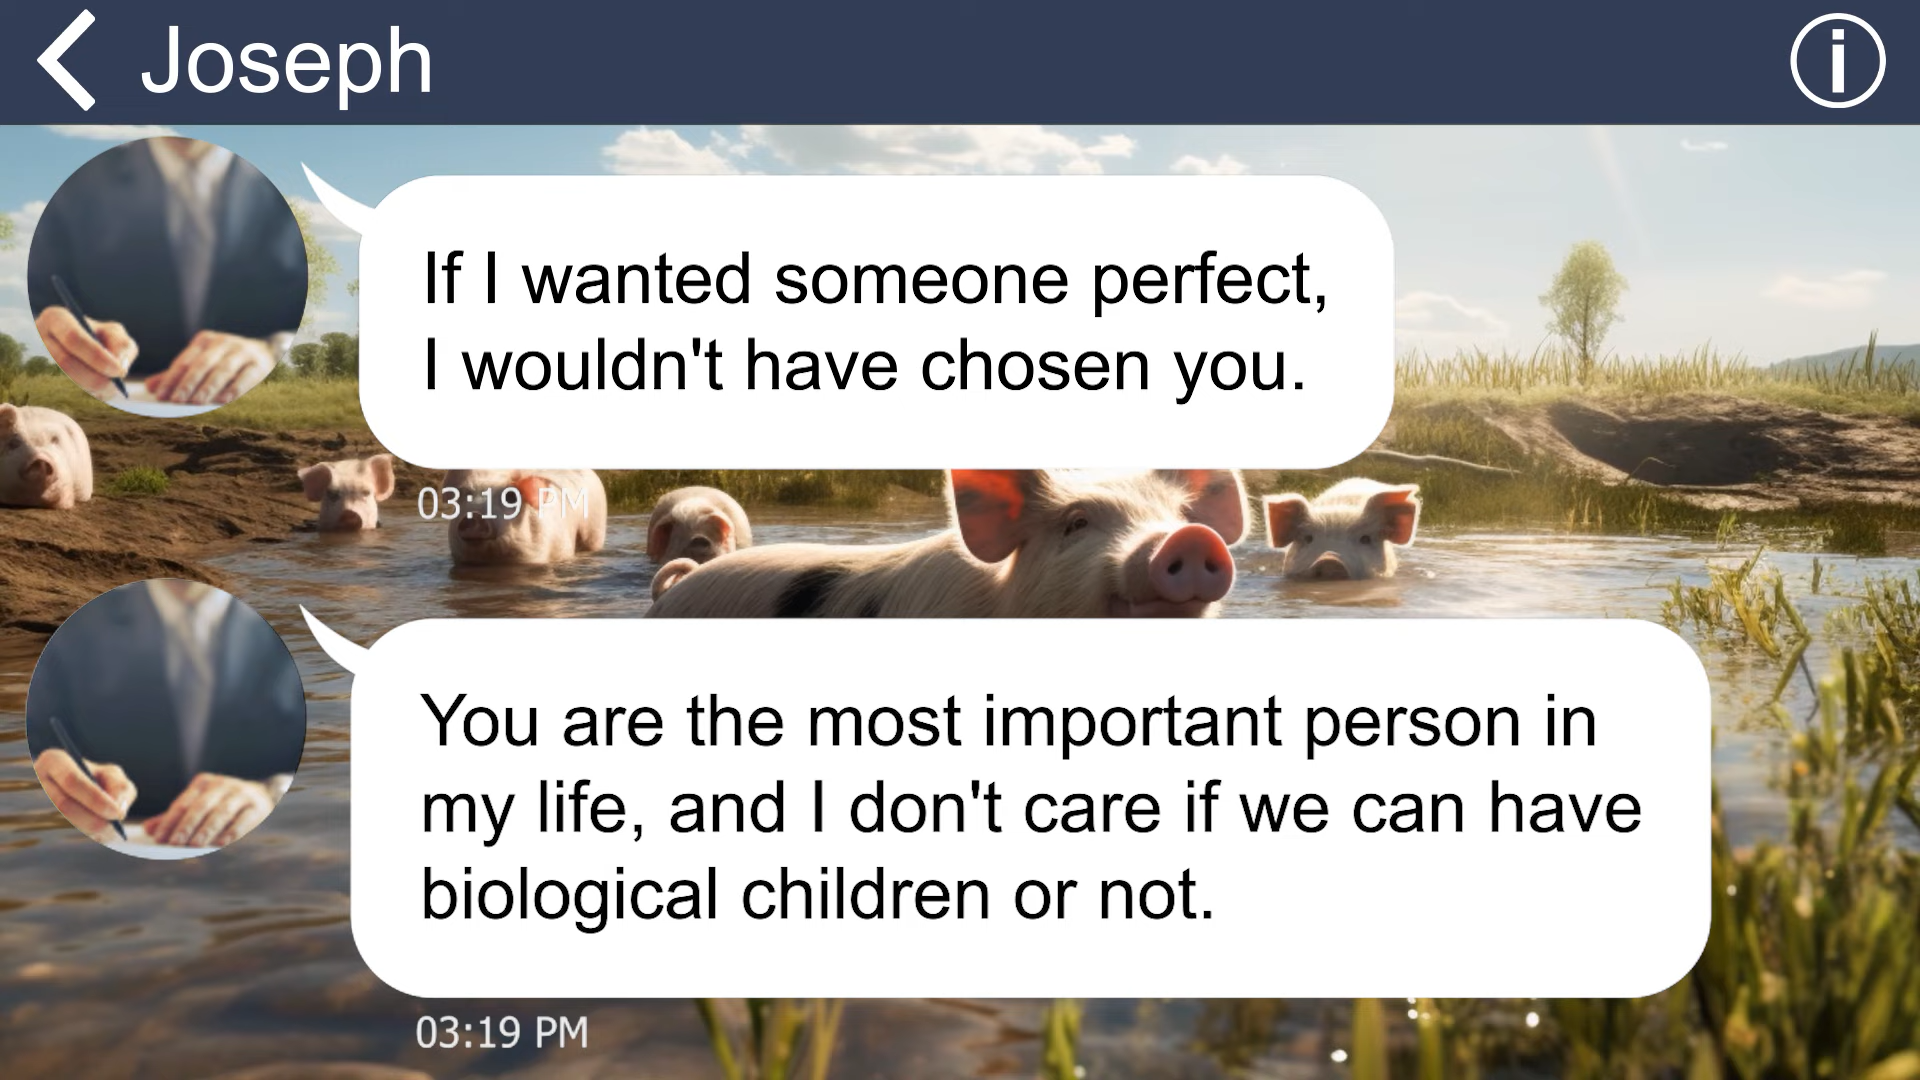 Joseph
If I wanted someone perfect,
I wouldn't have chosen you.
03:19 PM
You are the most important person in
my life, and I don't care if we can have
biological children or not.
03:19 PM